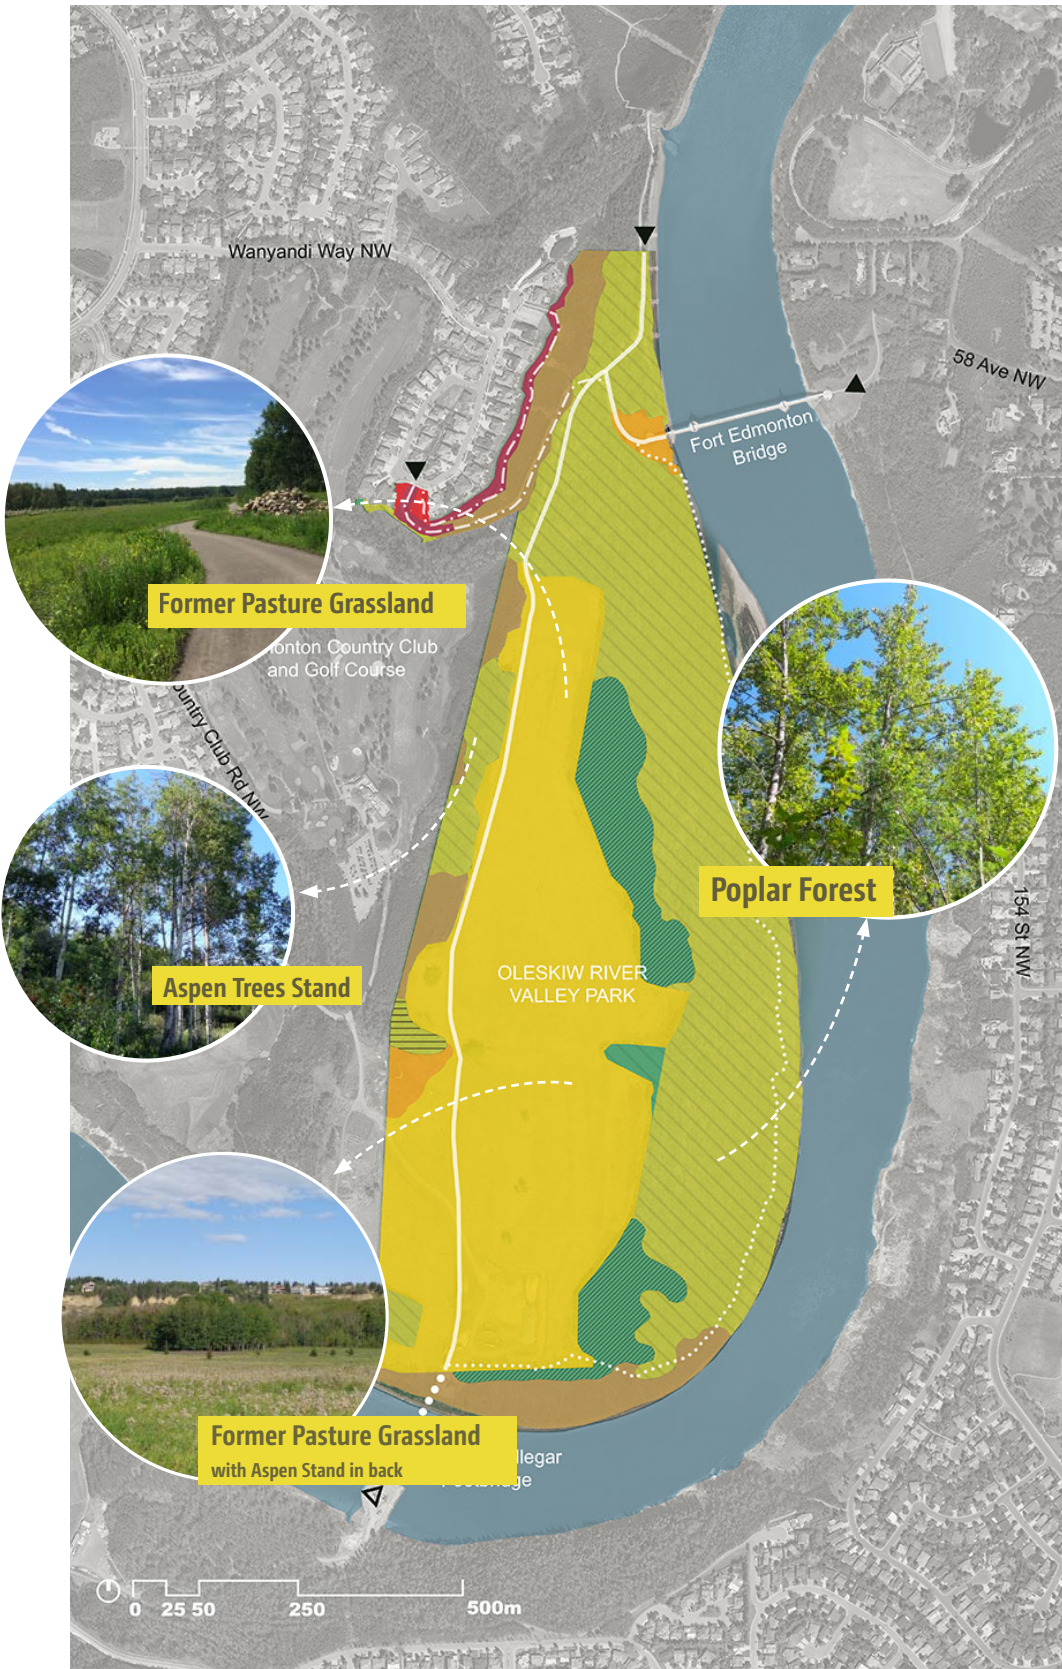 Wanyandi Way NW
58 Ave NW
Fort Edmonton
Bridge
Former Pasture Grassland
Country Club
and Golf Course
Club Rd NW
Poplar Forest
154 St NW
OLESKIW RIVER
VALLEY PARK
Aspen Trees Stand
Former Pasture Grassland
with Aspen Stand in back
0 25 50 250 500m